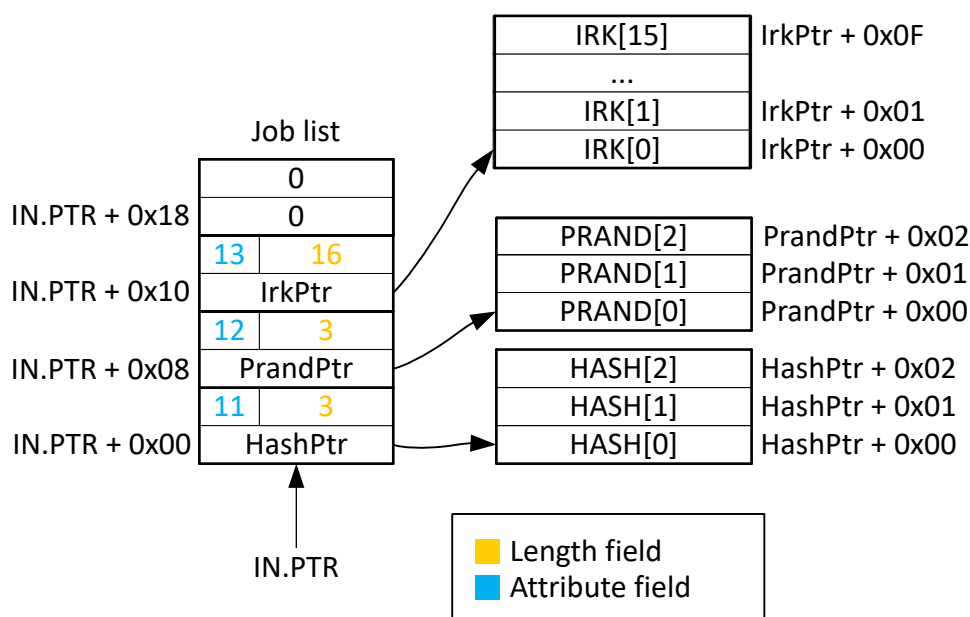 Job list
0
IN.PTR + 0x18 0
13 16
IN.PTR + 0x10 IrkPtr
12 3
IN.PTR + 0x08 PrandPtr
11 3
IN.PTR + 0x00 HashPtr
IN.PTR
IRK[15] IrkPtr + 0x0F
...
IRK[1] IrkPtr + 0x01
IRK[0] IrkPtr + 0x00
PRAND[2] PrandPtr + 0x02
PRAND[1] PrandPtr + 0x01
PRAND[0] PrandPtr + 0x00
HASH[2] HashPtr + 0x02
HASH[1] HashPtr + 0x01
HASH[0] HashPtr + 0x00
Length field
Attribute field